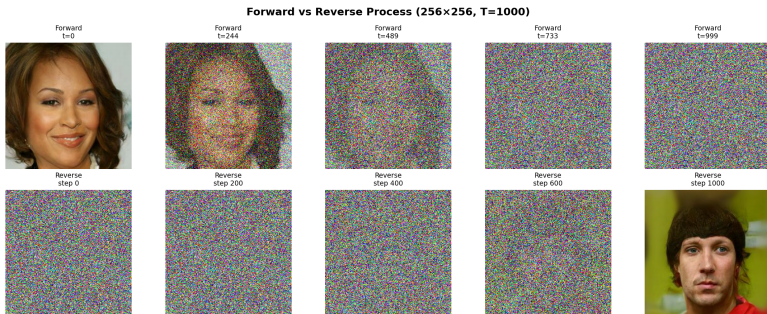 Forward vs Reverse Process (256×256, T=1000)
Forward
t=0
Forward
t=244
Forward
t=489
Forward
t=733
Forward
t=999
Reverse
step 0
Reverse
step 200
Reverse
step 400
Reverse
step 600
Reverse
step 1000